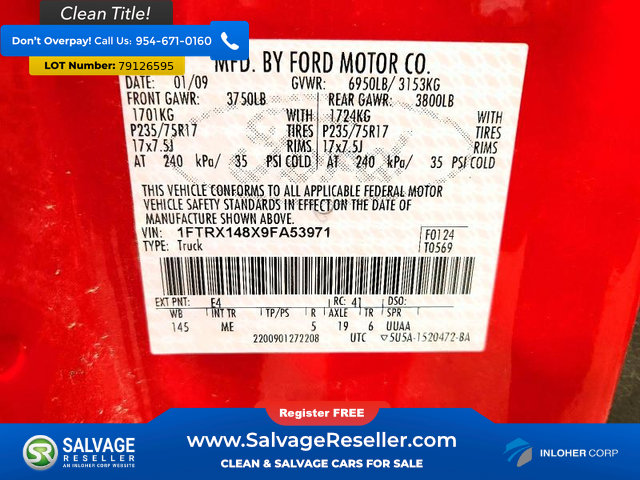 Clean Title!
Don't Overpay! Call Us: 954-671-0160
LOT Number: 79126595
MFD. BY FORD MOTOR CO.
DATE: 01/09 GVWR: 6950LB/ 3153KG
FRONT GAWR: 3750LB REAR GAWR: 3800LB
1701KG WITH 1724KG WITH
P235/75R17 TIRES P235/75R17 TIRES
17x7.5J RIMS 17x7.5J RIMS
AT 240 kPa/ 35 PSI COLD AT 240 kPa/ 35 PSI COLD
Ford
THIS VEHICLE CONFORMS TO ALL APPLICABLE FEDERAL MOTOR
VEHICLE SAFETY STANDARDS IN EFFECT ON THE DATE OF
MANUFACTURE SHOWN ABOVE.
VIN: 1FTRX148X9FA53971 F0124
TYPE: Truck T0569
EXT PNT: E4 RC: 41 DSO:
WB INT TR TP/PS R AXLE TR SPR
145 ME 5 19 6 UUAA
2200901272208 UTC ▽5U5A-1520472-BA
Register FREE
SALVAGE
RESELLER
AN INLOHER CORP WEBSITE
www.SalvageReseller.com
CLEAN & SALVAGE CARS FOR SALE
INLOHER CORP